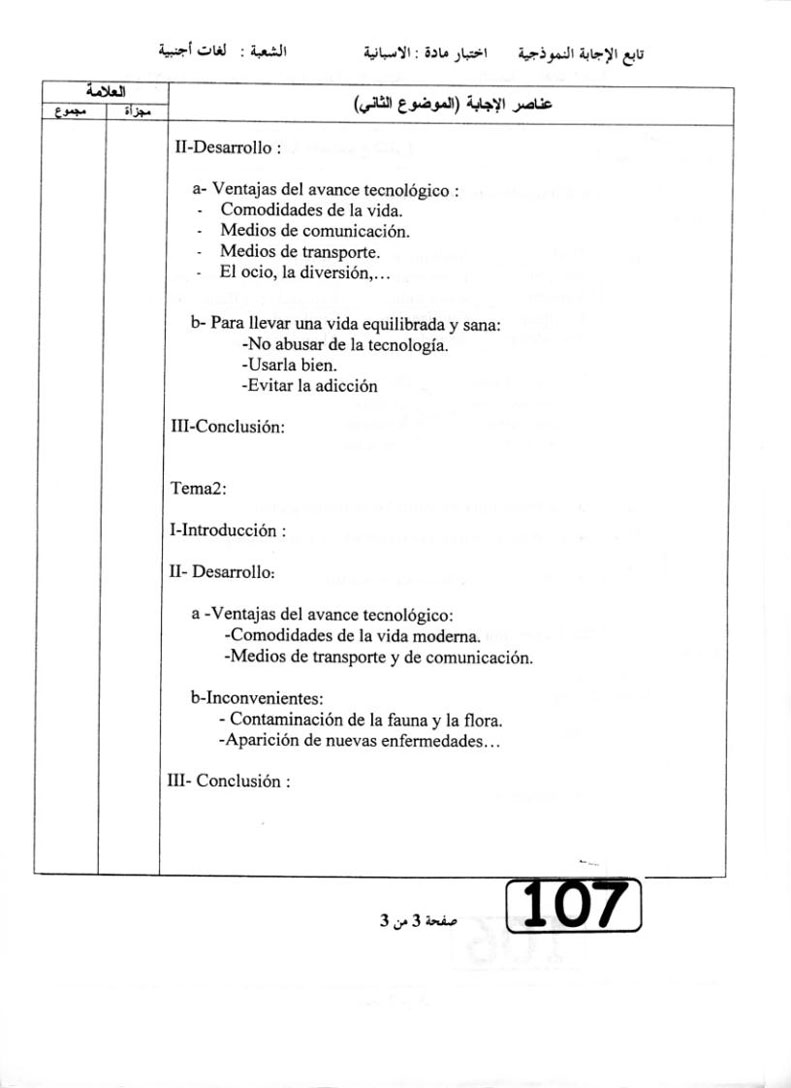 تابع الإجابة النموذجية اختبار مادة : الاسبانية الشعبة : لغات أجنبية
عناصر الإجابة (الموضوع الثاني)
العلامة
مجزأة
مجموع
II-Desarrollo :
a- Ventajas del avance tecnológico :
- Comodidades de la vida.
- Medios de comunicación.
- Medios de transporte.
- El ocio, la diversión,…
b- Para llevar una vida equilibrada y sana:
-No abusar de la tecnología.
-Usarla bien.
-Evitar la adicción
III-Conclusión:
Tema2:
I-Introducción :
II- Desarrollo:
a -Ventajas del avance tecnológico:
-Comodidades de la vida moderna.
-Medios de transporte y de comunicación.
b-Inconvenientes:
- Contaminación de la fauna y la flora.
-Aparición de nuevas enfermedades…
III- Conclusión :
صفحة 3 من 3
107